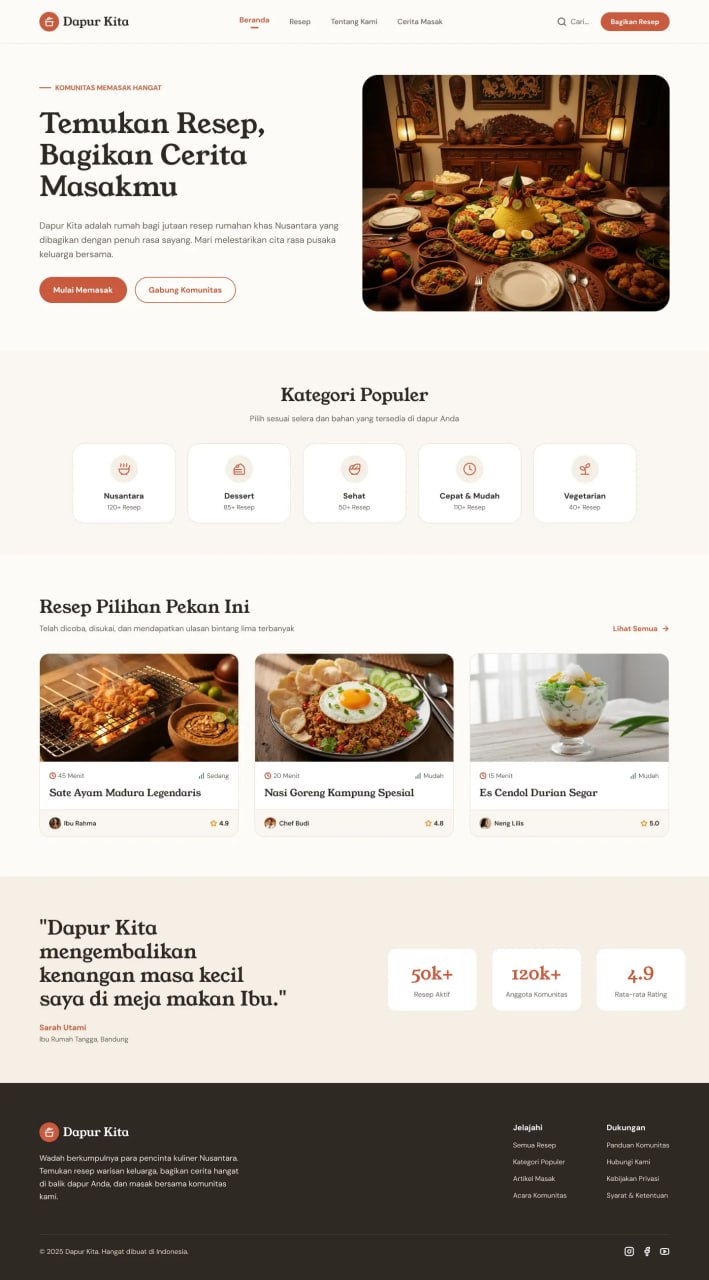 Dapur Kita
Beranda
Resep
Tentang Kami
Cerita Masak
Cari...
Bagikan Resep
KOMUNITAS MEMASAK HANGAT
Temukan Resep,
Bagikan Cerita
Masakmu
Dapur Kita adalah rumah bagi jutaan resep rumahan khas Nusantara yang
dibagikan dengan penuh rasa sayang. Mari melestarikan cita rasa pusaka
keluarga bersama.
Mulai Memasak
Gabung Komunitas
Kategori Populer
Pilih sesuai selera dan bahan yang tersedia di dapur Anda
Nusantara
120+ Resep
Dessert
85+ Resep
Sehat
50+ Resep
Cepat & Mudah
110+ Resep
Vegetarian
40+ Resep
Resep Pilihan Pekan Ini
Telah dicoba, disukai, dan mendapatkan ulasan bintang lima terbanyak
Lihat Semua →
45 Menit
Sedang
Sate Ayam Madura Legendaris
Ibu Rahma
4.9
20 Menit
Mudah
Nasi Goreng Kampung Spesial
Chef Budi
4.8
15 Menit
Mudah
Es Cendol Durian Segar
Neng Lilis
5.0
"Dapur Kita
mengembalikan
kenangan masa kecil
saya di meja makan Ibu."
Sarah Utami
Ibu Rumah Tangga, Bandung
50k+
Resep Aktif
120k+
Anggota Komunitas
4.9
Rata-rata Rating
Dapur Kita
Wadah berkumpulnya para pencinta kuliner Nusantara.
Temukan resep warisan keluarga, bagikan cerita hangat
di balik dapur Anda, dan masak bersama komunitas
kami.
Jelajahi
Semua Resep
Kategori Populer
Artikel Masak
Acara Komunitas
Dukungan
Panduan Komunitas
Hubungi Kami
Kebijakan Privasi
Syarat & Ketentuan
© 2025 Dapur Kita. Hangat dibuat di Indonesia.